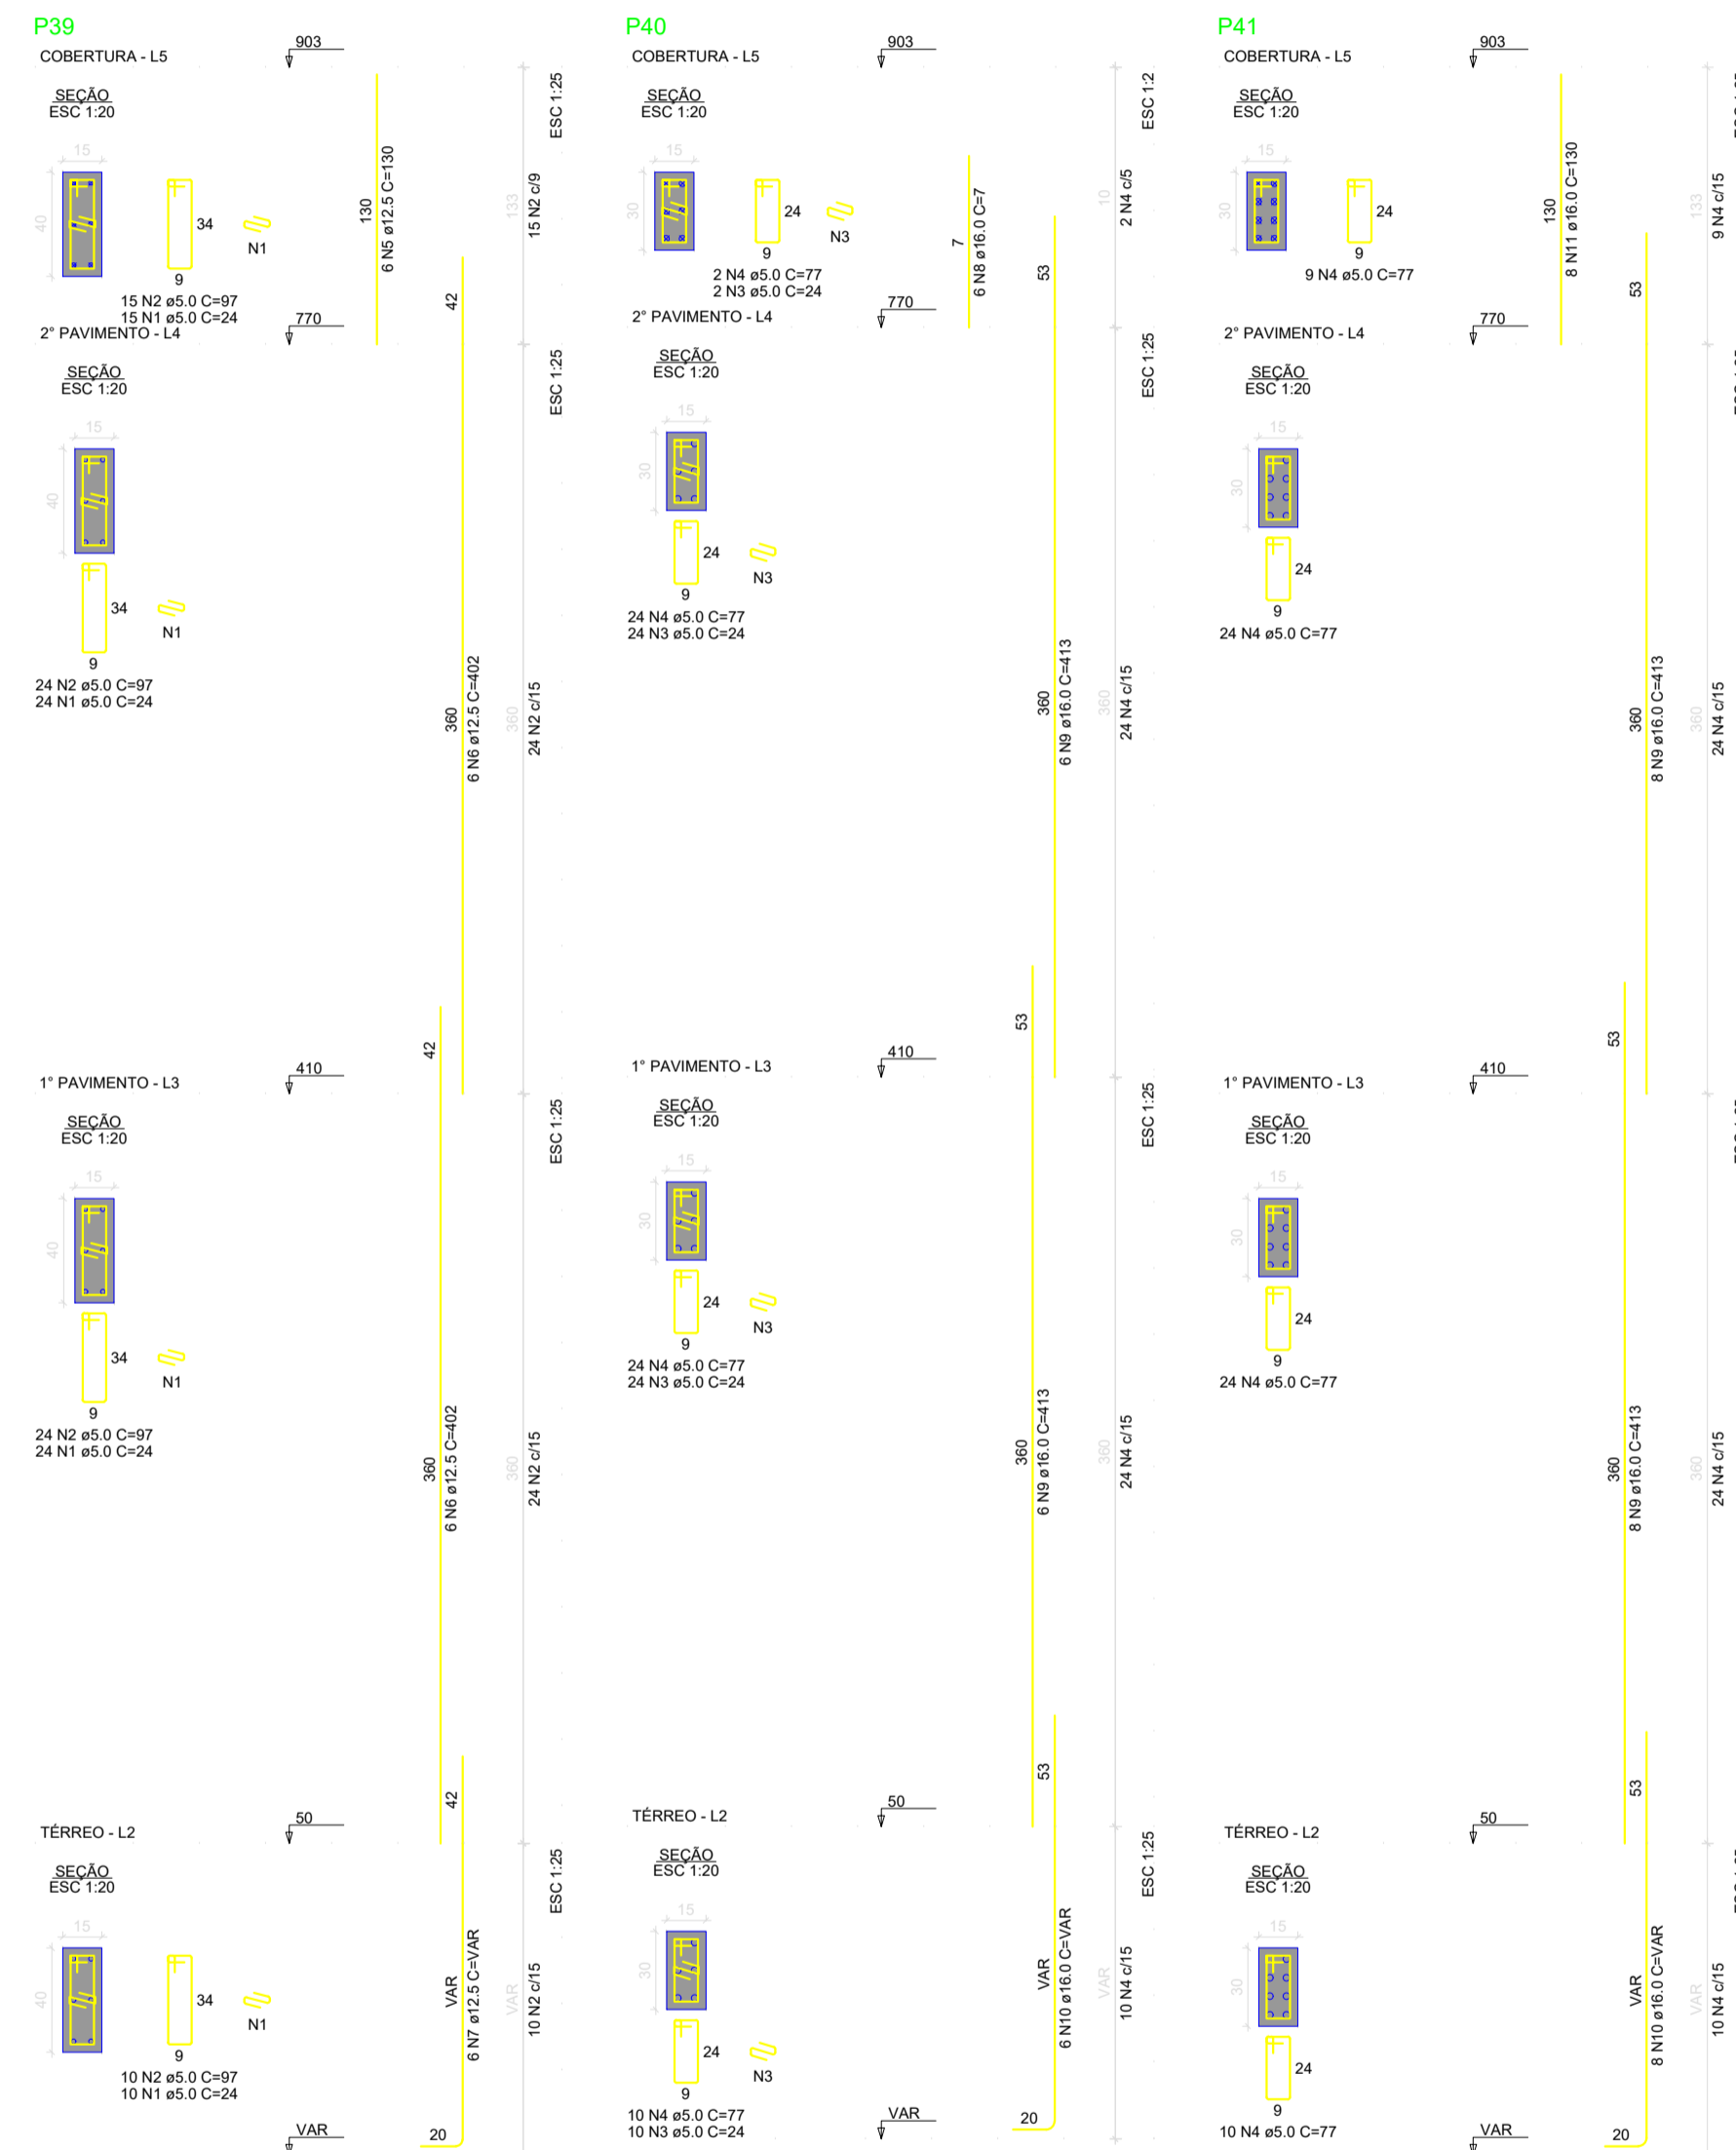 P39
COBERTURA - L5
903
SEÇÃO
ESC 1:20
15
40
34
9
N1
15 N2 ø5.0 C=97
15 N1 ø5.0 C=24
130
6 N5 ø12.5 C=130
133
15 N2 c/9
ESC 1:25
2° PAVIMENTO - L4
770
SEÇÃO
ESC 1:20
15
40
34
9
N1
24 N2 ø5.0 C=97
24 N1 ø5.0 C=24
42
360
6 N6 ø12.5 C=402
360
24 N2 c/15
ESC 1:25
1° PAVIMENTO - L3
410
SEÇÃO
ESC 1:20
15
40
34
9
N1
24 N2 ø5.0 C=97
24 N1 ø5.0 C=24
42
360
6 N6 ø12.5 C=402
360
24 N2 c/15
ESC 1:25
TÉRREO - L2
50
SEÇÃO
ESC 1:20
15
40
34
9
N1
10 N2 ø5.0 C=97
10 N1 ø5.0 C=24
42
VAR
6 N7 ø12.5 C=VAR
VAR
10 N2 c/15
ESC 1:25
VAR
20
P40
COBERTURA - L5
903
SEÇÃO
ESC 1:20
15
30
24
9
N3
2 N4 ø5.0 C=77
2 N3 ø5.0 C=24
7
6 N8 ø16.0 C=7
10
2 N4 c/5
ESC 1:2
2° PAVIMENTO - L4
770
SEÇÃO
ESC 1:20
15
30
24
9
N3
24 N4 ø5.0 C=77
24 N3 ø5.0 C=24
53
360
6 N9 ø16.0 C=413
360
24 N4 c/15
ESC 1:25
1° PAVIMENTO - L3
410
SEÇÃO
ESC 1:20
15
30
24
9
N3
24 N4 ø5.0 C=77
24 N3 ø5.0 C=24
53
360
6 N9 ø16.0 C=413
360
24 N4 c/15
ESC 1:25
TÉRREO - L2
50
SEÇÃO
ESC 1:20
15
30
24
9
N3
10 N4 ø5.0 C=77
10 N3 ø5.0 C=24
53
VAR
6 N10 ø16.0 C=VAR
VAR
10 N4 c/15
ESC 1:25
VAR
20
P41
COBERTURA - L5
903
SEÇÃO
ESC 1:20
15
30
24
9
9 N4 ø5.0 C=77
130
8 N11 ø16.0 C=130
133
9 N4 c/15
2° PAVIMENTO - L4
770
SEÇÃO
ESC 1:20
15
30
24
9
24 N4 ø5.0 C=77
53
360
8 N9 ø16.0 C=413
360
24 N4 c/15
1° PAVIMENTO - L3
410
SEÇÃO
ESC 1:20
15
30
24
9
24 N4 ø5.0 C=77
53
360
8 N9 ø16.0 C=413
360
24 N4 c/15
TÉRREO - L2
50
SEÇÃO
ESC 1:20
15
30
24
9
10 N4 ø5.0 C=77
53
VAR
8 N10 ø16.0 C=VAR
VAR
10 N4 c/15
VAR
20